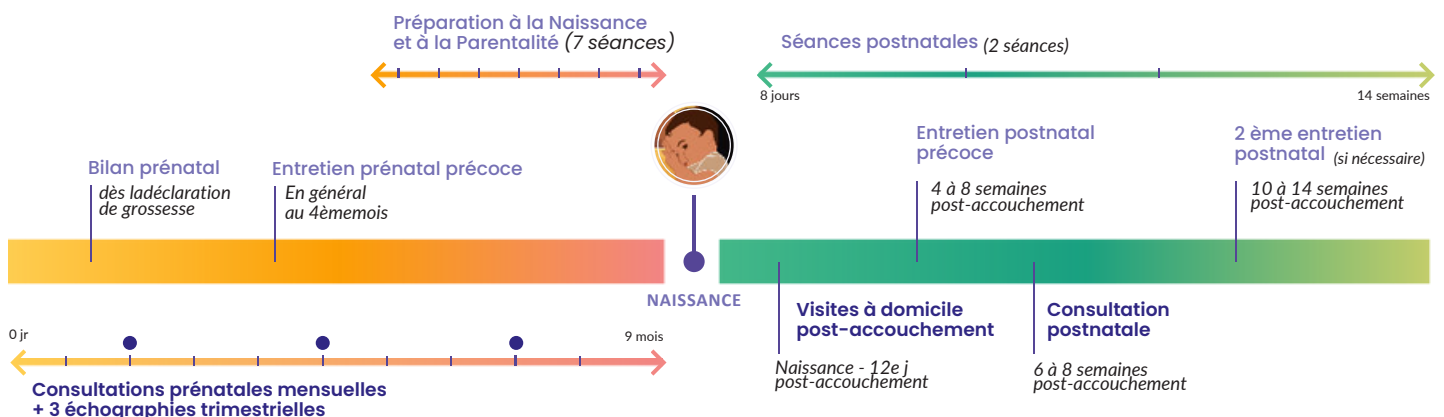 Préparation à la Naissance
et à la Parentalité (7 séances)
Séances postnatales (2 séances)
8 jours
14 semaines
Bilan prénatal
dès ladéclaration
de grossesse
Entretien prénatal précoce
En général
au 4èmemois
Entretien postnatal
précoce
4 à 8 semaines
post-accouchement
2 ème entretien
postnatal (si nécessaire)
10 à 14 semaines
post-accouchement
NAISSANCE
Visites à domicile
post-accouchement
Naissance - 12e j
post-accouchement
Consultation
postnatale
6 à 8 semaines
post-accouchement
0 jr
9 mois
Consultations prénatales mensuelles
+ 3 échographies trimestrielles